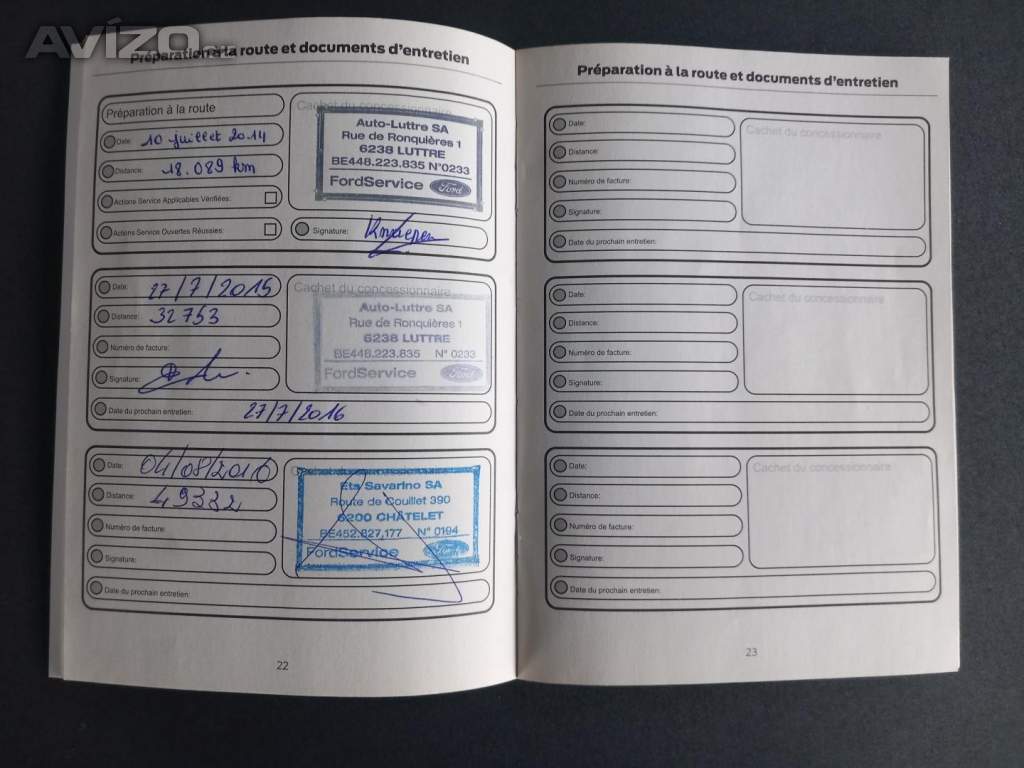 AVÍZO
Préparation à la route et documents d'entretien
Préparation à la route
Date: 10 juillet 2014
Distance: 18.089 km
Actions Service Applicables Vérifiées:
Actions Service Ouvertes Réussies:
Cachet du concessionnaire
Auto-Luttre SA
Rue de Ronquières 1
6238 LUTTRE
BE448.223.835 N°0233
FordService Ford
Signature:
Date: 27/7/2015
Distance: 32753
Numéro de facture:
Signature:
Cachet du concessionnaire
Auto-Luttre SA
Rue de Ronquières 1
6238 LUTTRE
BE448.223.835 N° 0233
FordService Ford
Date du prochain entretien: 27/7/2016
Date: 04/08/2016
Distance: 49332
Numéro de facture:
Signature:
Ets Savarino SA
Route de Couillet 390
6200 CHÂTELET
BE452.827.177 N° 0194
FordService Ford
Date du prochain entretien:
22
Préparation à la route et documents d'entretien
Date:
Distance:
Numéro de facture:
Signature:
Cachet du concessionnaire
Date du prochain entretien:
Date:
Distance:
Numéro de facture:
Signature:
Cachet du concessionnaire
Date du prochain entretien:
Date:
Distance:
Numéro de facture:
Signature:
Cachet du concessionnaire
Date du prochain entretien:
23